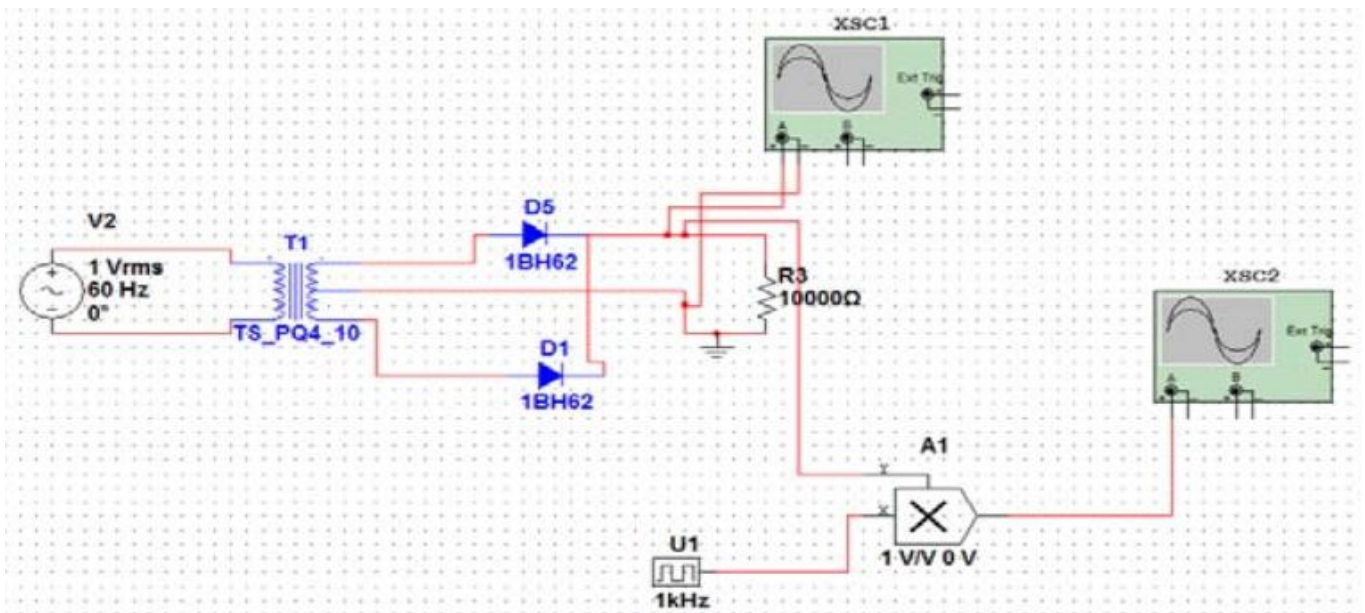 XSC1
Ext Trig
A
B
V2
1 Vrms
60 Hz
0°
T1
TS_PQ4_10
D5
1BH62
D1
1BH62
R3
10000Ω
XSC2
Ext Trig
A
B
A1
Y
X
1 V/V 0 V
U1
1kHz